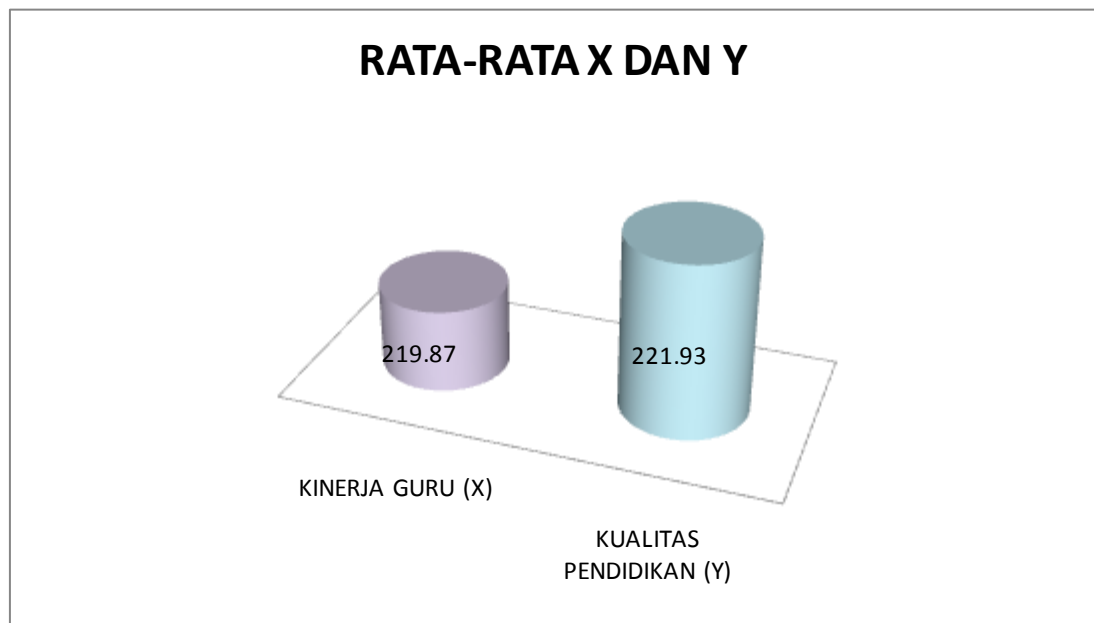 RATA-RATA X DAN Y
219.87
221.93
KINERJA GURU (X)
KUALITAS
PENDIDIKAN (Y)